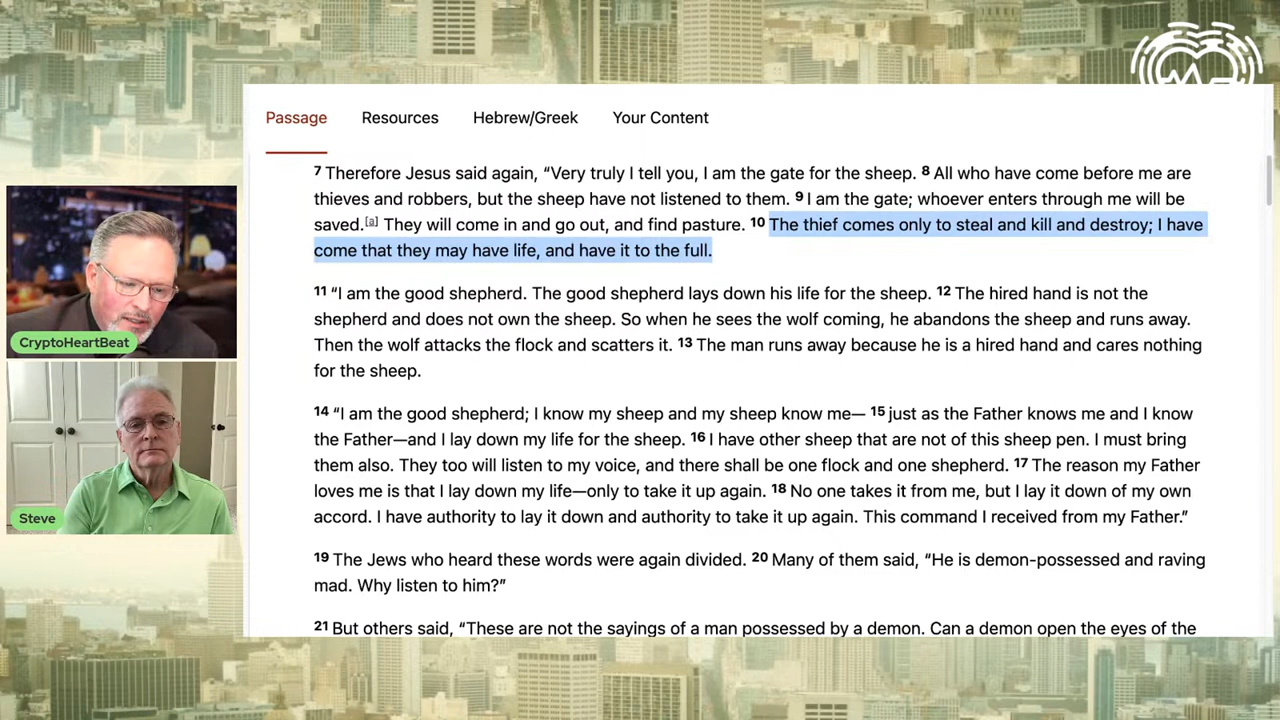 Passage Resources Hebrew/Greek Your Content
7 Therefore Jesus said again, “Very truly I tell you, I am the gate for the sheep. 8 All who have come before me are
thieves and robbers, but the sheep have not listened to them. 9 I am the gate; whoever enters through me will be
saved.[a] They will come in and go out, and find pasture. 10 The thief comes only to steal and kill and destroy; I have
come that they may have life, and have it to the full.
11 “I am the good shepherd. The good shepherd lays down his life for the sheep. 12 The hired hand is not the
shepherd and does not own the sheep. So when he sees the wolf coming, he abandons the sheep and runs away.
Then the wolf attacks the flock and scatters it. 13 The man runs away because he is a hired hand and cares nothing
for the sheep.
14 “I am the good shepherd; I know my sheep and my sheep know me— 15 just as the Father knows me and I know
the Father—and I lay down my life for the sheep. 16 I have other sheep that are not of this sheep pen. I must bring
them also. They too will listen to my voice, and there shall be one flock and one shepherd. 17 The reason my Father
loves me is that I lay down my life—only to take it up again. 18 No one takes it from me, but I lay it down of my own
accord. I have authority to lay it down and authority to take it up again. This command I received from my Father.”
19 The Jews who heard these words were again divided. 20 Many of them said, “He is demon-possessed and raving
mad. Why listen to him?”
21 But others said, “These are not the sayings of a man possessed by a demon. Can a demon open the eyes of the
CryptoHeartBeat
Steve